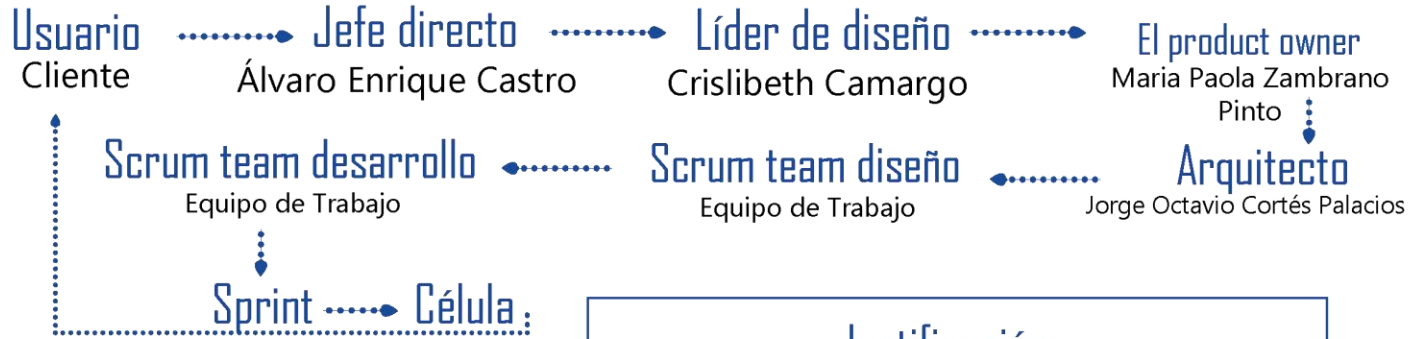 Usuario
Cliente
Jefe directo
Álvaro Enrique Castro
Líder de diseño
Crislibeth Camargo
El product owner
Maria Paola Zambrano
Pinto
Arquitecto
Jorge Octavio Cortés Palacios
Scrum team diseño
Equipo de Trabajo
Scrum team desarrollo
Equipo de Trabajo
Sprint
Célula